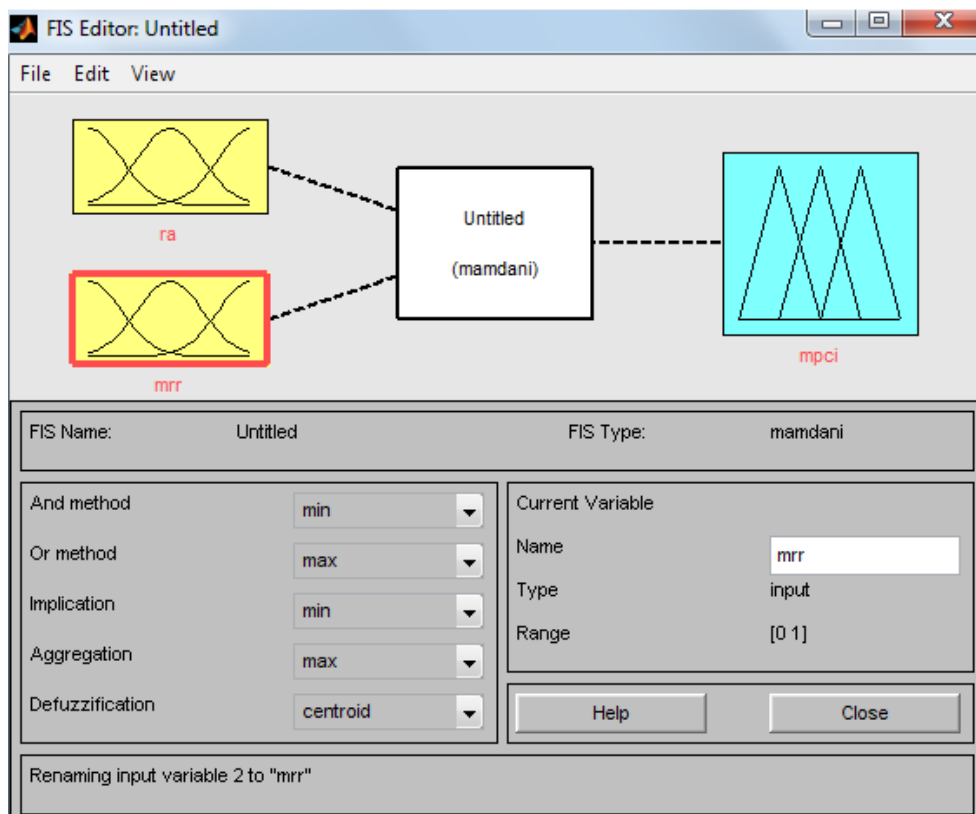 FIS Editor: Untitled
File Edit View
ra
mrr
Untitled
(mamdani)
mpci
FIS Name: Untitled FIS Type: mamdani
And method min
Or method max
Implication min
Aggregation max
Defuzzification centroid
Current Variable
Name mrr
Type input
Range [0 1]
Help Close
Renaming input variable 2 to "mrr"